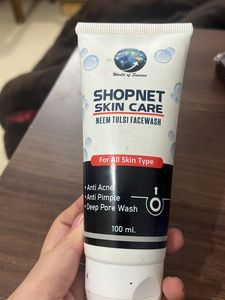 World of Success
SHOPNET
SKIN CARE
NEEM TULSI FACEWASH
For All Skin Type
• Anti Acne
• Anti Pimple
• Deep Pore Wash
100 ml.